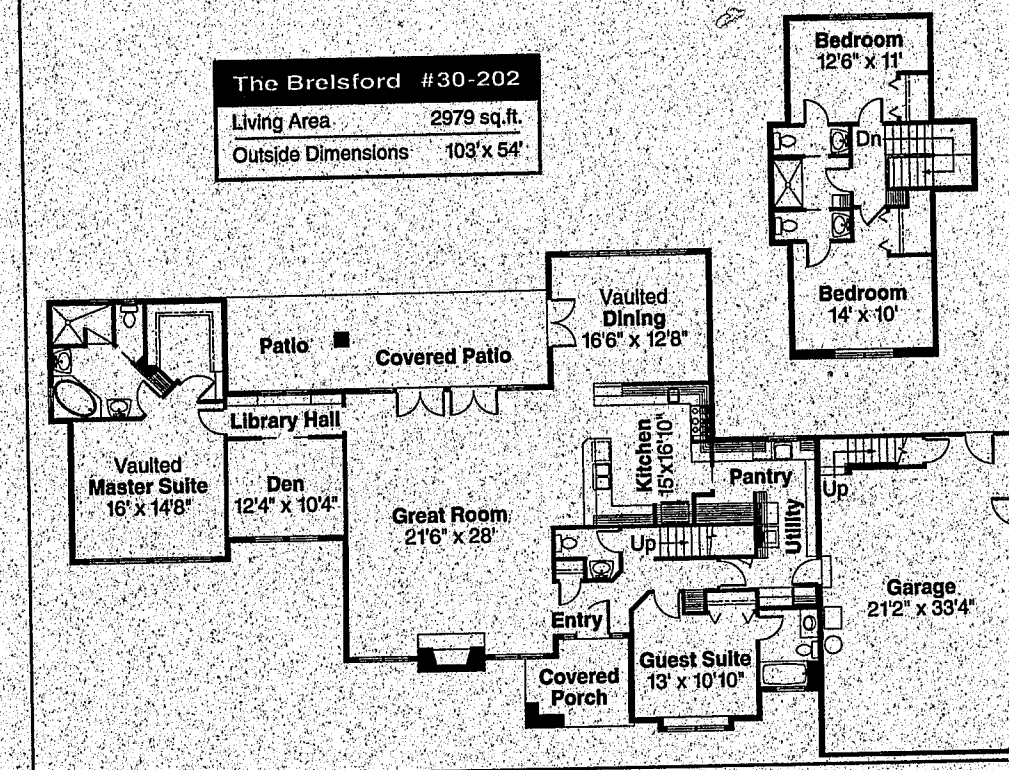 The Brelsford #30-202
Living Area 2979 sq.ft.
Outside Dimensions 103'x 54'
Bedroom
12'6" x 11'
Dn
Bedroom
14' x 10'
Vaulted
Dining
16'6" x 12'8"
Patio
Covered Patio
Library Hall
Kitchen
15'x16'10"
Vaulted
Master Suite
16' x 14'8"
Den
12'4" x 10'4"
Great Room
21'6" x 28'
Pantry
Up
Utility
Up
Garage
21'2" x 33'4"
Entry
Guest Suite
13' x 10'10"
Covered
Porch